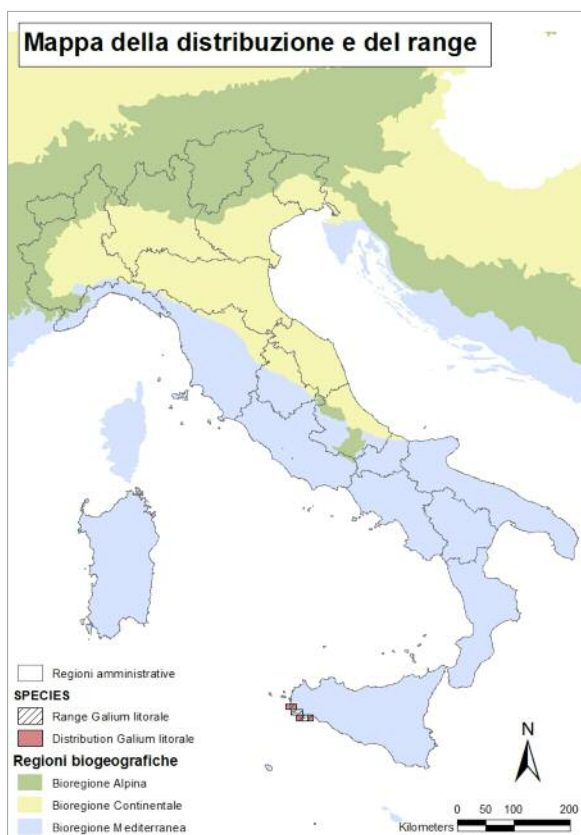 Mappa della distribuzione e del range
Regioni amministrative
SPECIES
Range Galium litorale
Distribution Galium litorale
Regioni biogeografiche
Bioregione Alpina
Bioregione Continentale
Bioregione Mediterranea
N
0 50 100 200
Kilometers